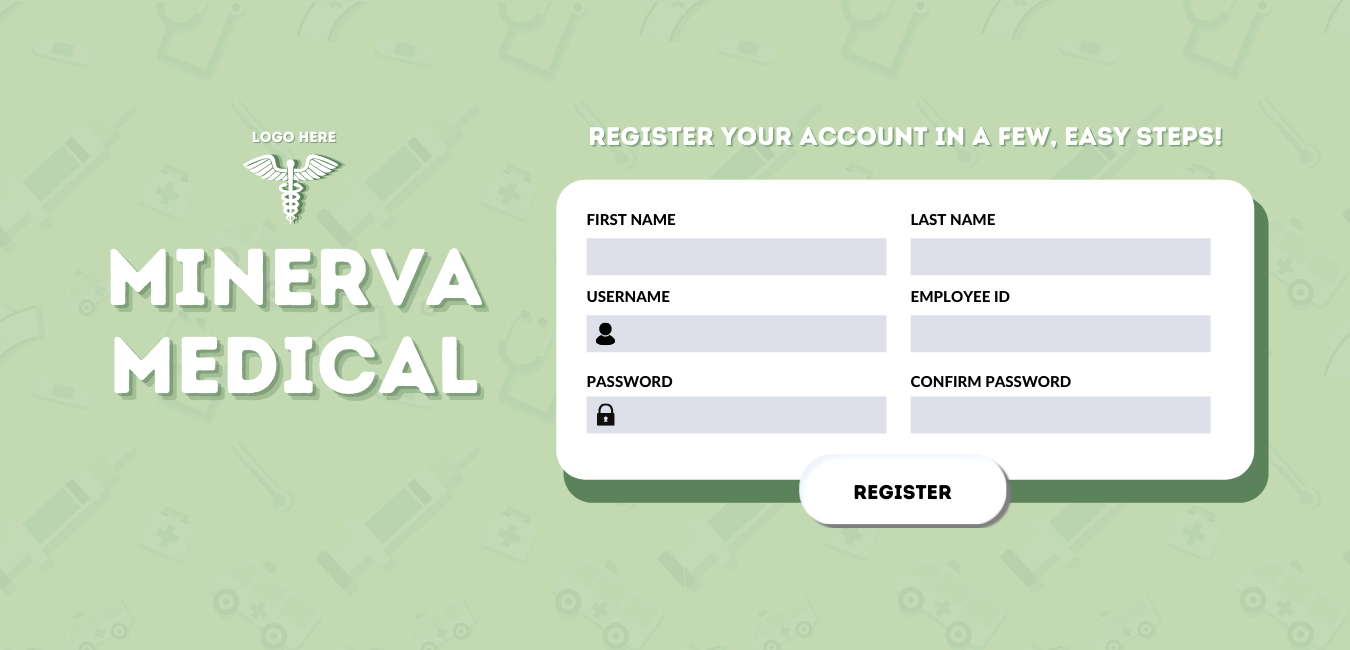 LOGO HERE
MINERVA
MEDICAL
REGISTER YOUR ACCOUNT IN A FEW, EASY STEPS!
FIRST NAME
LAST NAME
USERNAME
EMPLOYEE ID
PASSWORD
CONFIRM PASSWORD
REGISTER